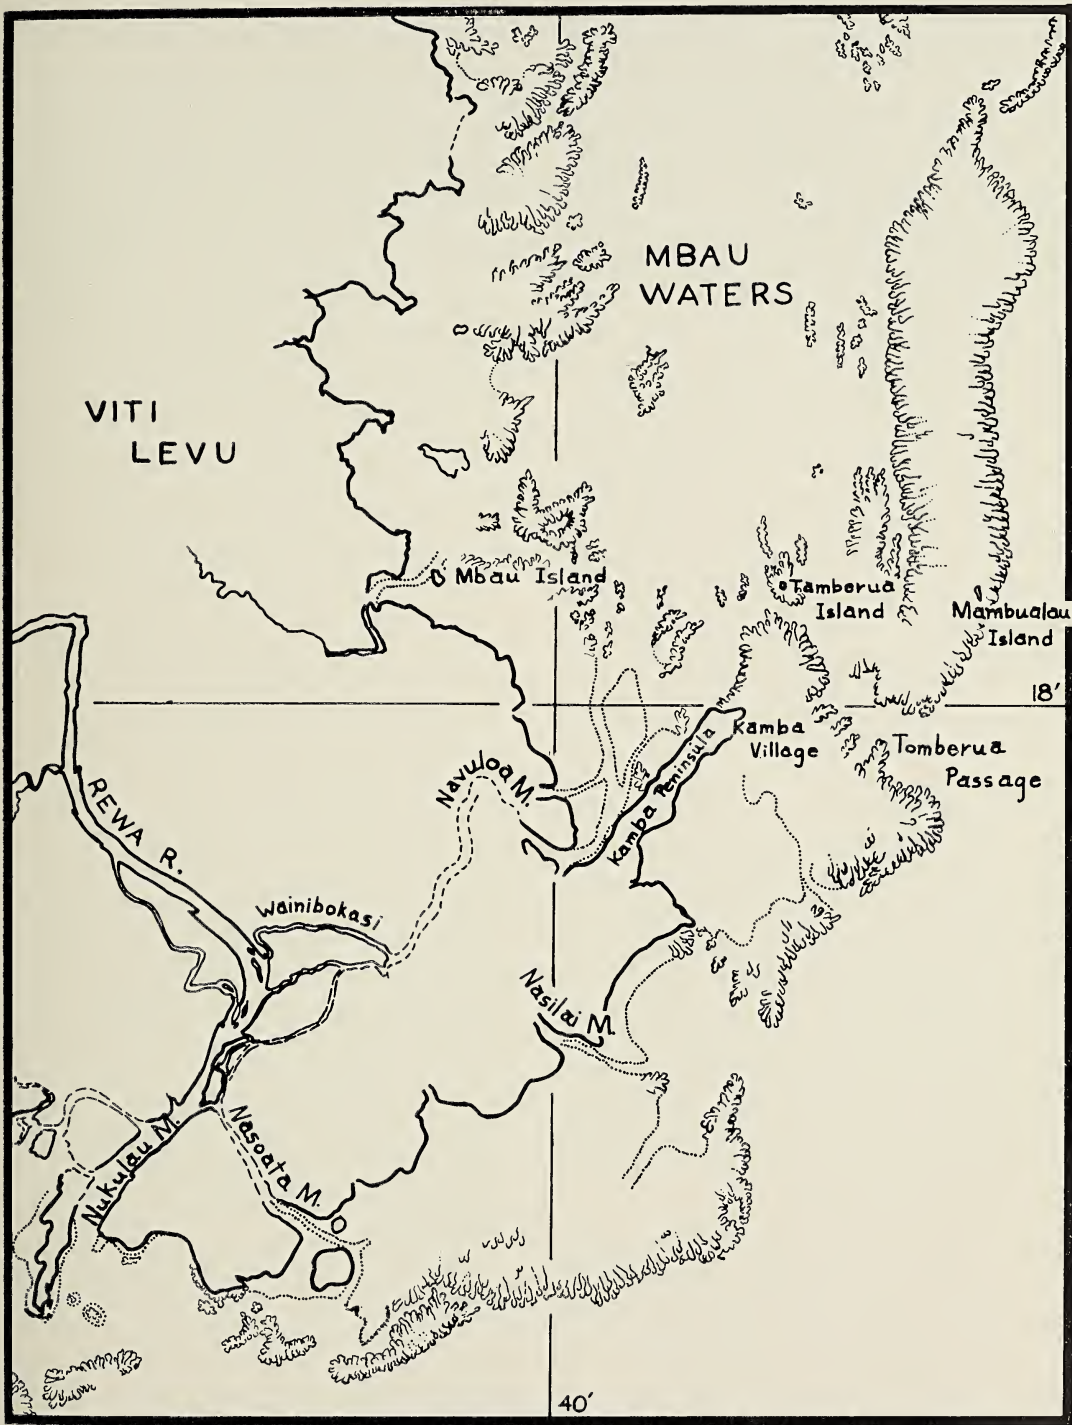 MBAU
WATERS
VITI
LEVU
Mbau Island
Tamberua
Island
Mambualau
Island
18'
Kamba
Village
Tomberua
Passage
Kamba Peninsula
Navuloa M.
REWA R.
Wainibokasi
Nasilai M.
Nasoata M.
Nukulau M.
40'